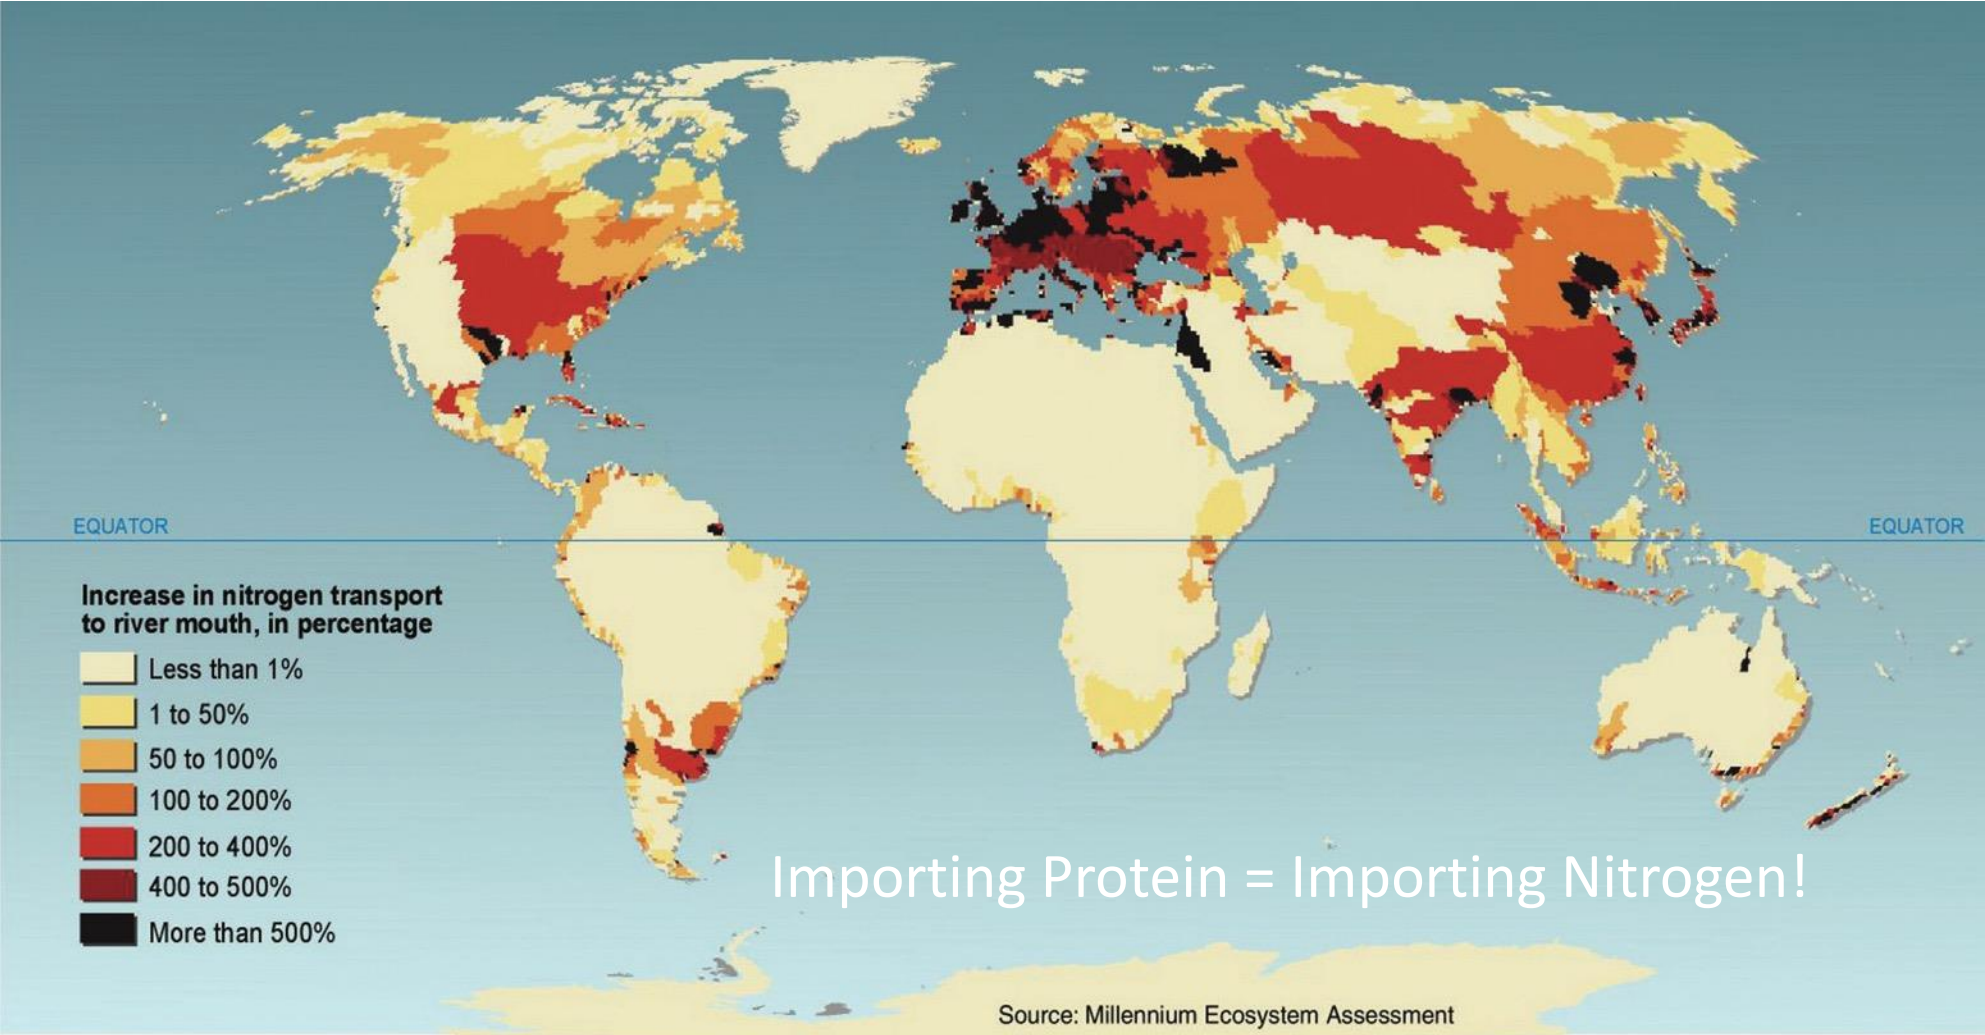 EQUATOR
EQUATOR
Increase in nitrogen transport
to river mouth, in percentage
Less than 1%
1 to 50%
50 to 100%
100 to 200%
200 to 400%
400 to 500%
More than 500%
Importing Protein = Importing Nitrogen!
Source: Millennium Ecosystem Assessment